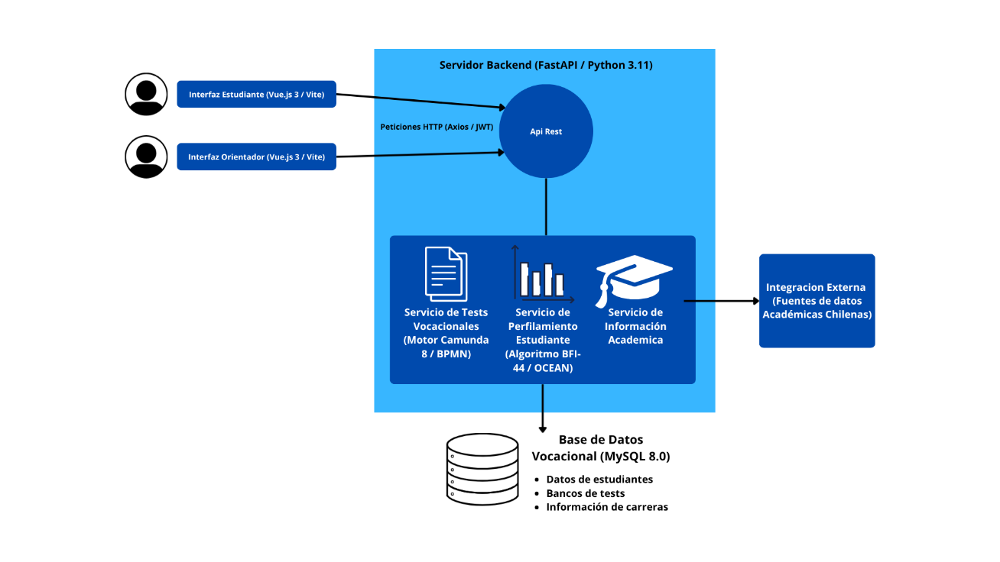 Servidor Backend (FastAPI / Python 3.11)
Interfaz Estudiante (Vue.js 3 / Vite)
Peticiones HTTP (Axios / JWT)
Api Rest
Interfaz Orientador (Vue.js 3 / Vite)
Servicio de Tests
Vocacionales
(Motor Camunda
8 / BPMN)
Servicio de
Perfilamiento
Estudiante
(Algoritmo BFI-
44 / OCEAN)
Servicio de
Información
Academica
Integracion Externa
(Fuentes de datos
Académicas Chilenas)
Base de Datos
Vocacional (MySQL 8.0)
• Datos de estudiantes
• Bancos de tests
• Información de carreras